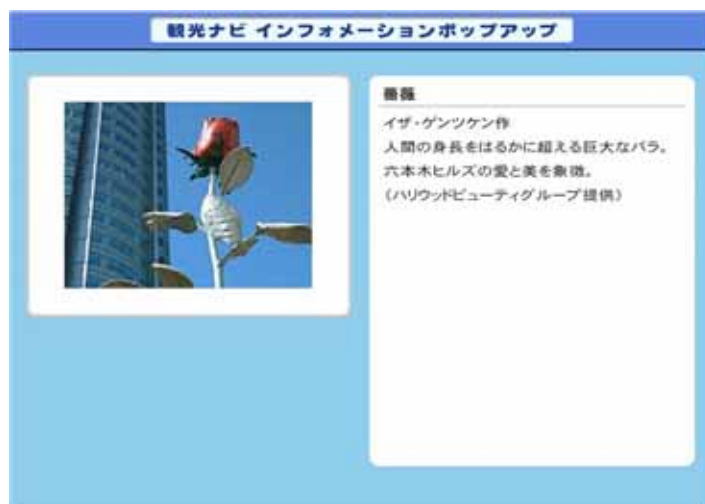 観光ナビ インフォメーションポップアップ
薔薇
イザ・ゲンツケン作
人間の身長をはるかに超える巨大なバラ。
六本木ヒルズの愛と美を象徴。
（ハリウッドビューティグループ提供）